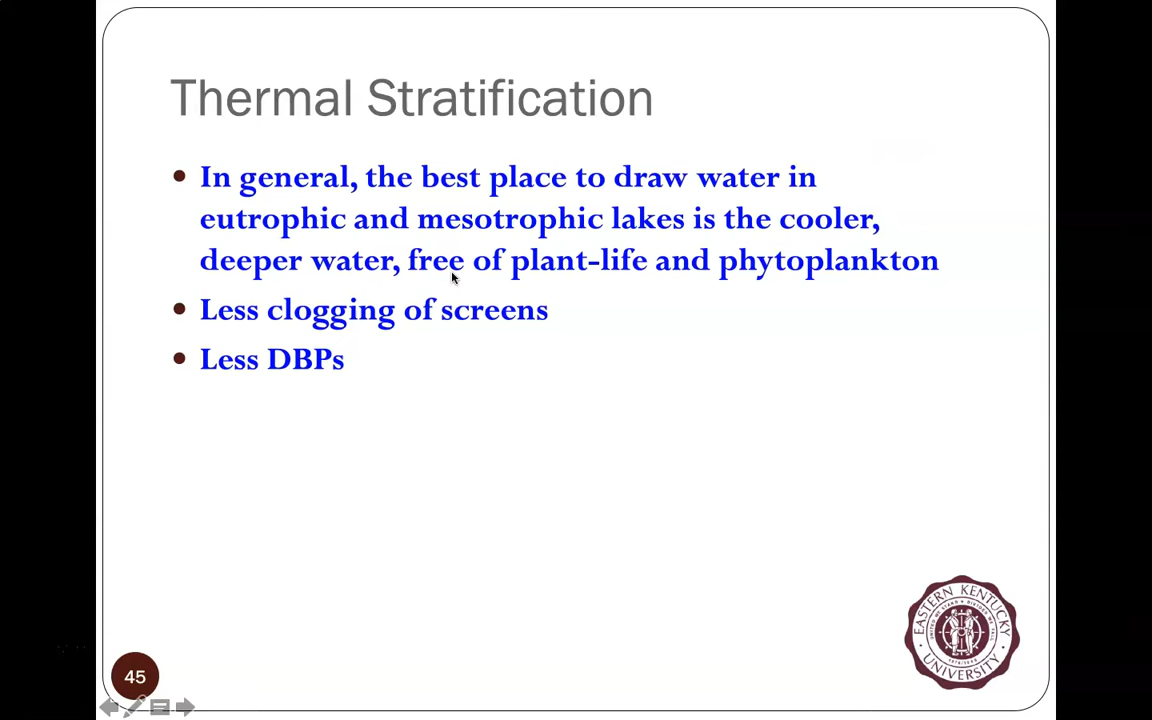 Thermal Stratification
• In general, the best place to draw water in
eutrophic and mesotrophic lakes is the cooler,
deeper water, free of plant-life and phytoplankton
• Less clogging of screens
• Less DBPs
EASTERN KENTUCKY
UNIVERSITY
45